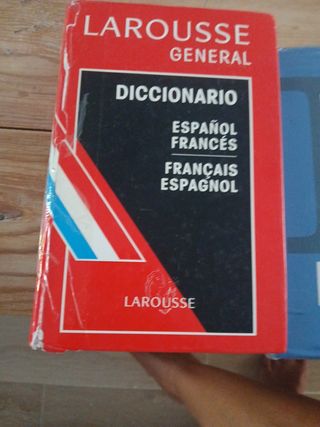 LAROUSSE
GENERAL
DICCIONARIO
ESPAÑOL
FRANCÉS
FRANÇAIS
ESPAGNOL
LAROUSSE